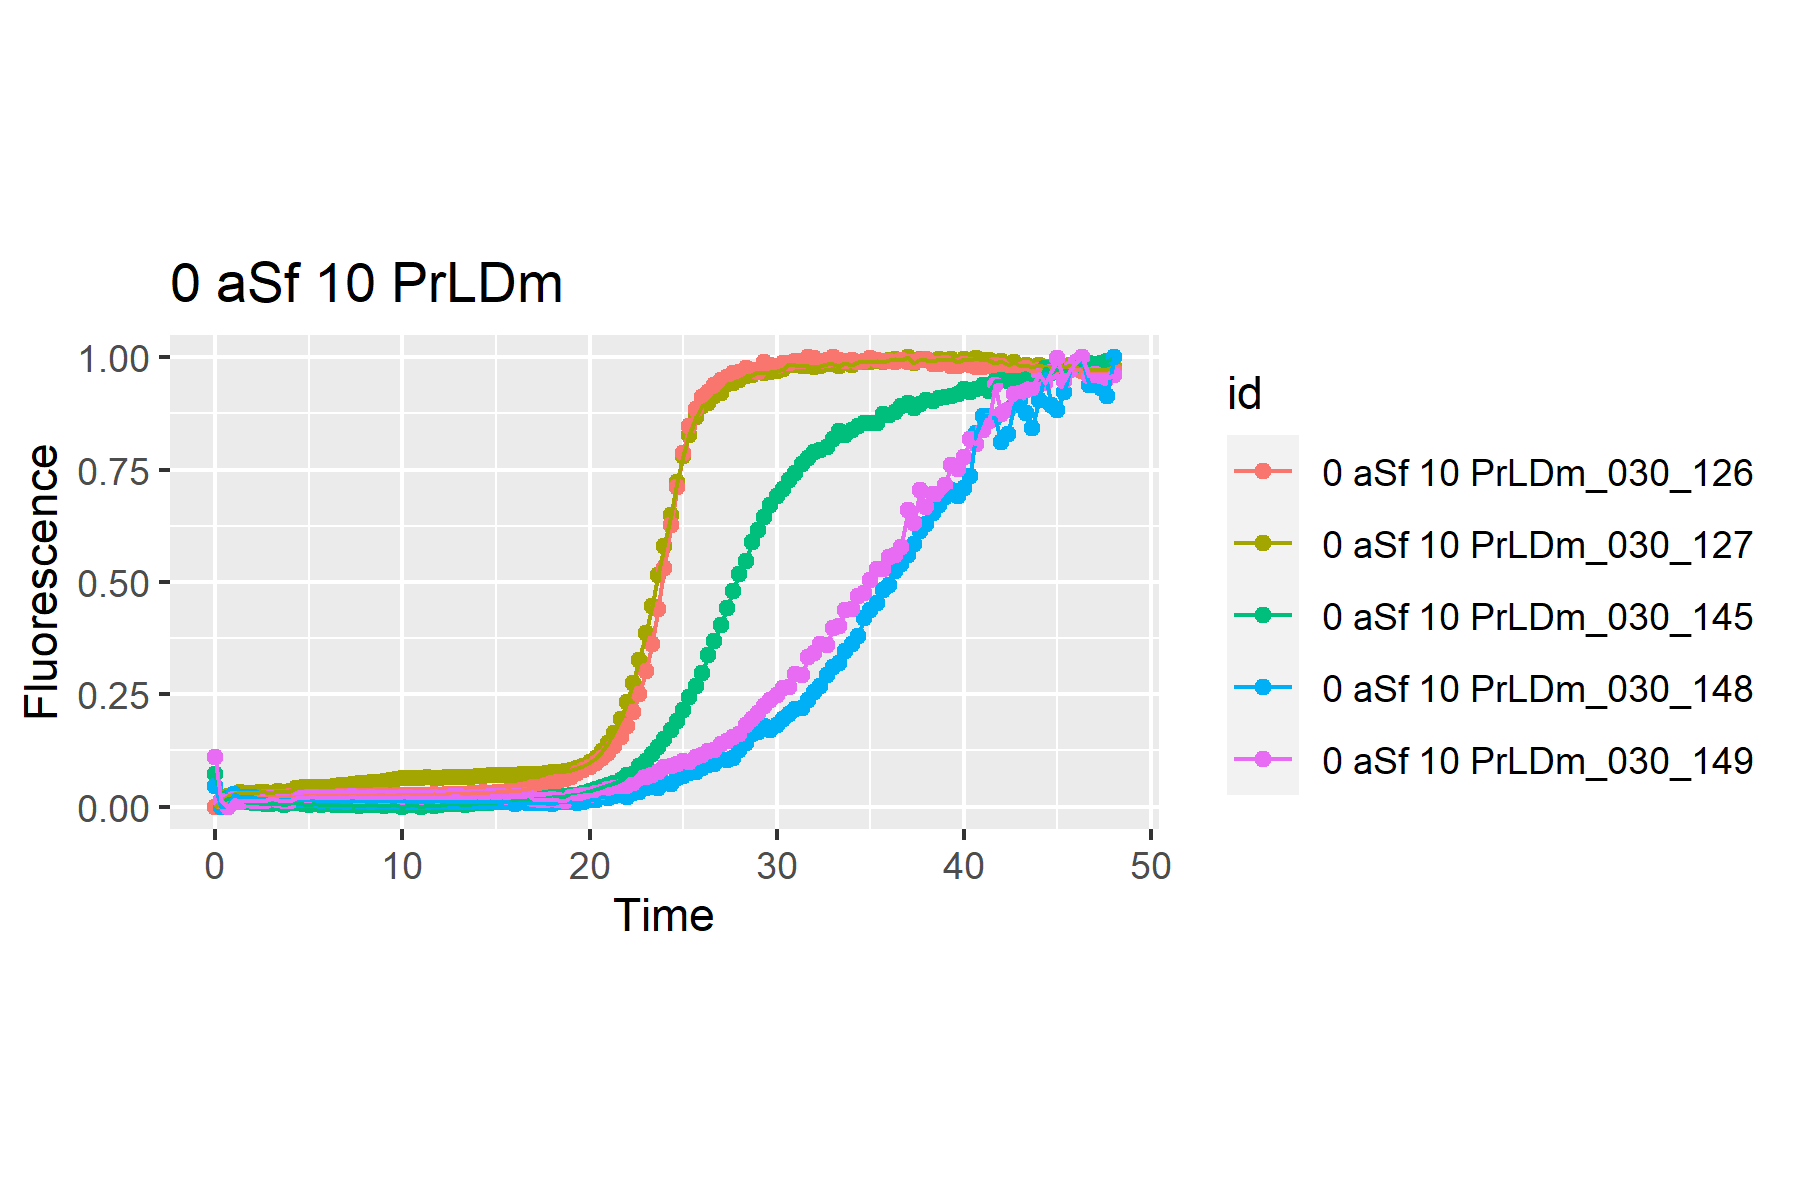 0 aSf 10 PrLDm
1.00
0.75
0.50
0.25
0.00
Fluorescence
0 10 20 30 40 50
Time
id
0 aSf 10 PrLDm_030_126
0 aSf 10 PrLDm_030_127
0 aSf 10 PrLDm_030_145
0 aSf 10 PrLDm_030_148
0 aSf 10 PrLDm_030_149